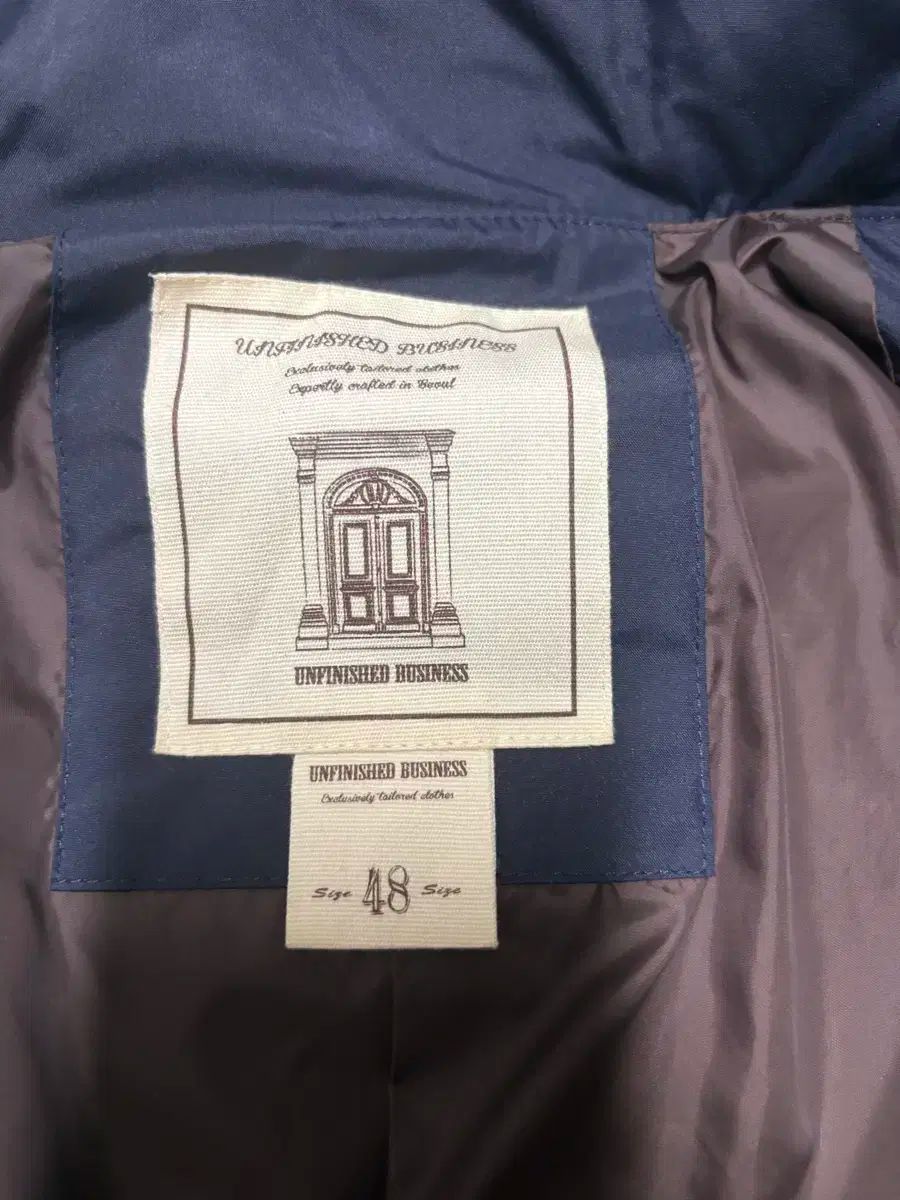 UNFINISHED BUSINESS
Exclusively tailored clothes
Expertly crafted in Seoul
UNFINISHED BUSINESS
UNFINISHED BUSINESS
Exclusively tailored clothes
Size 48 Size